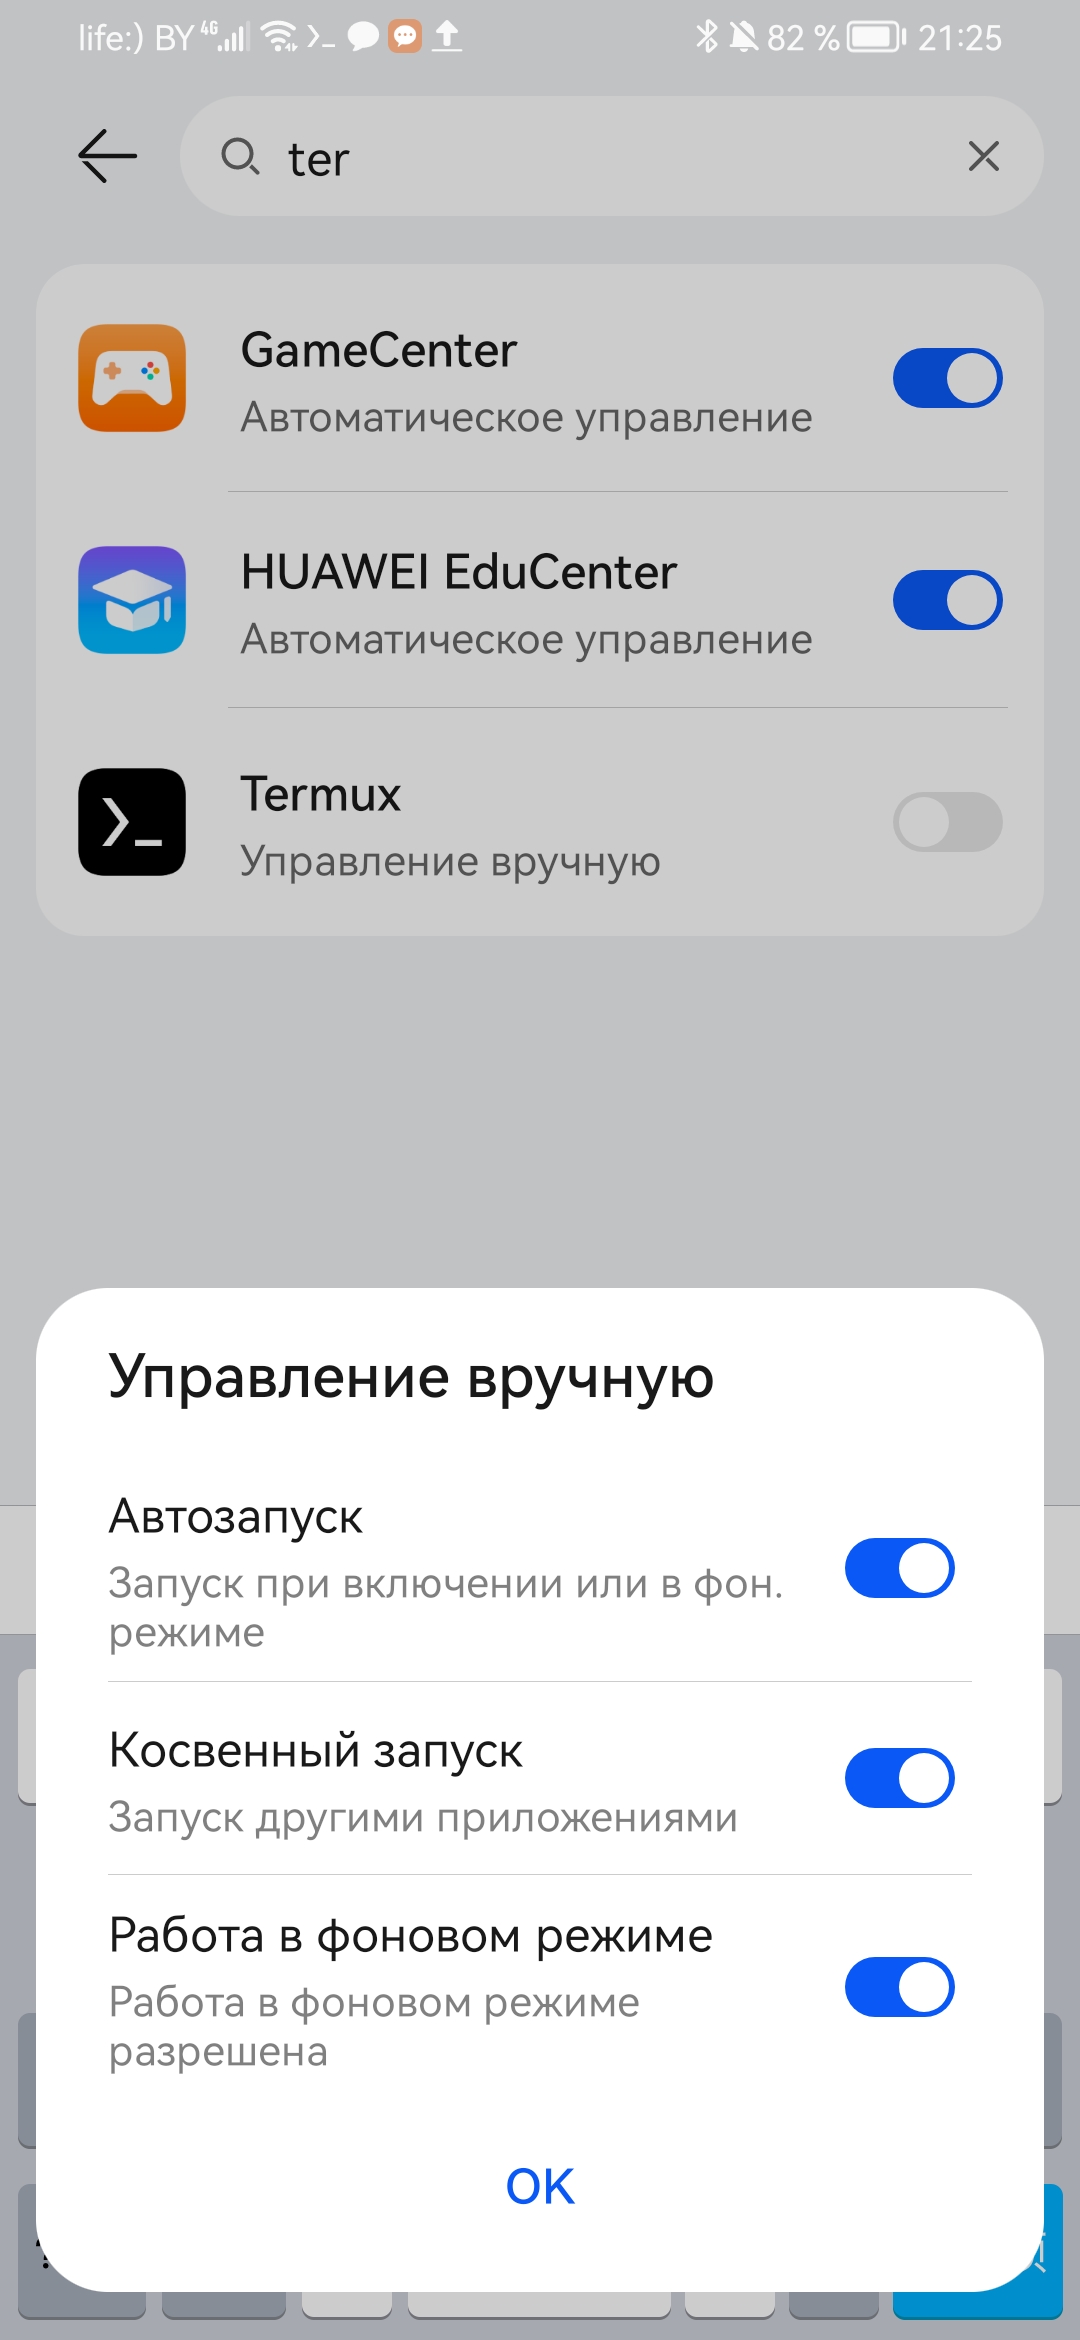 life:) BY 4G 82 % 21:25
ter
GameCenter
Автоматическое управление
HUAWEI EduCenter
Автоматическое управление
Termux
Управление вручную
Управление вручную
Автозапуск
Запуск при включении или в фон.
режиме
Косвенный запуск
Запуск другими приложениями
Работа в фоновом режиме
Работа в фоновом режиме
разрешена
OK